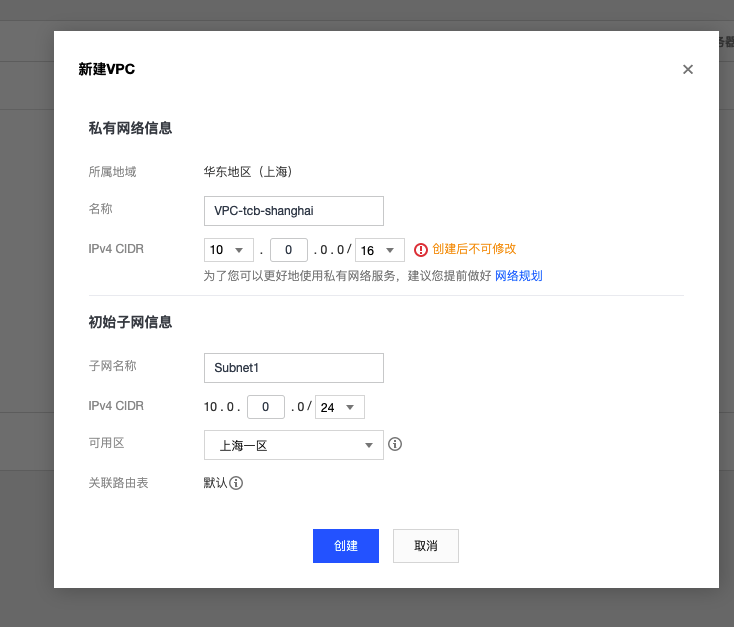 新建VPC
私有网络信息
所属地域 华东地区（上海）
名称 VPC-tcb-shanghai
IPv4 CIDR 10 . 0 . 0 . 0 / 16 创建后不可修改
为了您可以更好地使用私有网络服务，建议您提前做好 网络规划
初始子网信息
子网名称 Subnet1
IPv4 CIDR 10 . 0 . 0 . 0 / 24
可用区 上海一区
关联路由表 默认
创建 取消